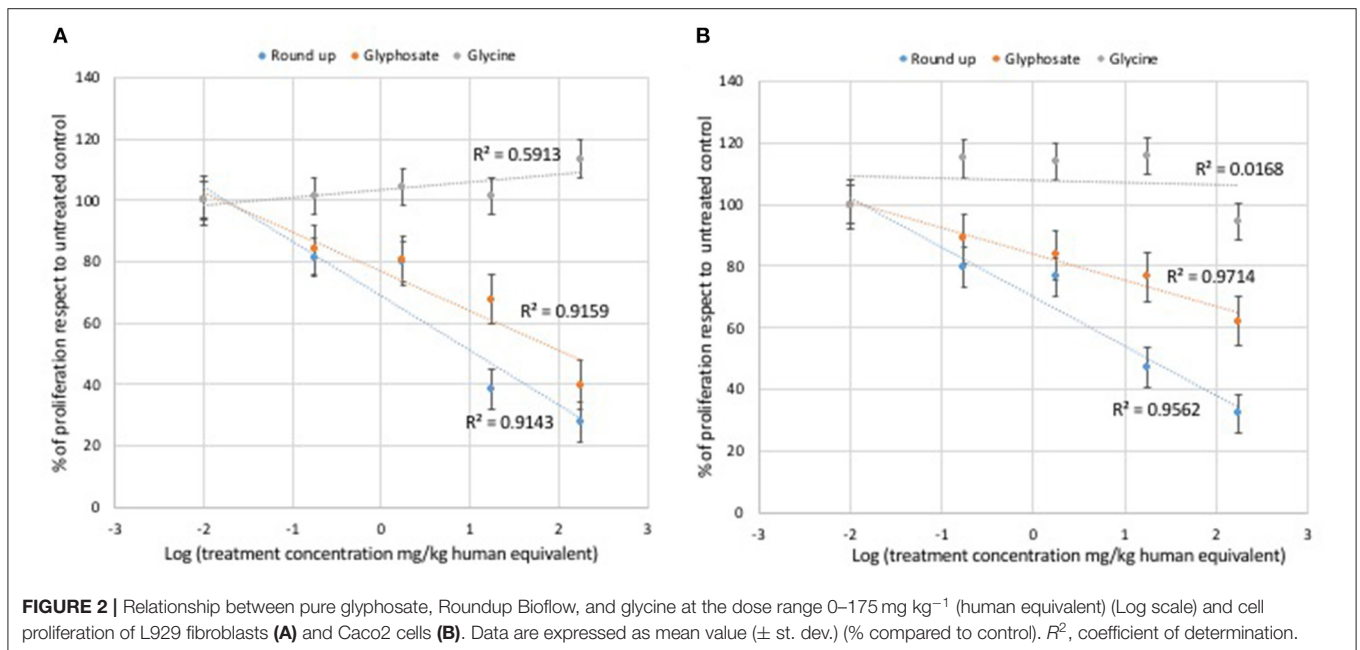 A
Round up Glyphosate Glycine
140
120
100
80
60
40
20
0
% of proliferation respect to untreated control
R² = 0.5913
R² = 0.9159
R² = 0.9143
-3 -2 -1 0 1 2 3
Log (treatment concentration mg/kg human equivalent)
B
Round up Glyphosate Glycine
140
120
100
80
60
40
20
0
% of proliferation respect to untreated control
R² = 0.0168
R² = 0.9714
R² = 0.9562
-3 -2 -1 0 1 2 3
Log (treatment concentration mg/kg human equivalent)
FIGURE 2 | Relationship between pure glyphosate, Roundup Bioflow, and glycine at the dose range 0–175 mg kg⁻¹ (human equivalent) (Log scale) and cell
proliferation of L929 fibroblasts (A) and Caco2 cells (B). Data are expressed as mean value (± st. dev.) (% compared to control). R², coefficient of determination.